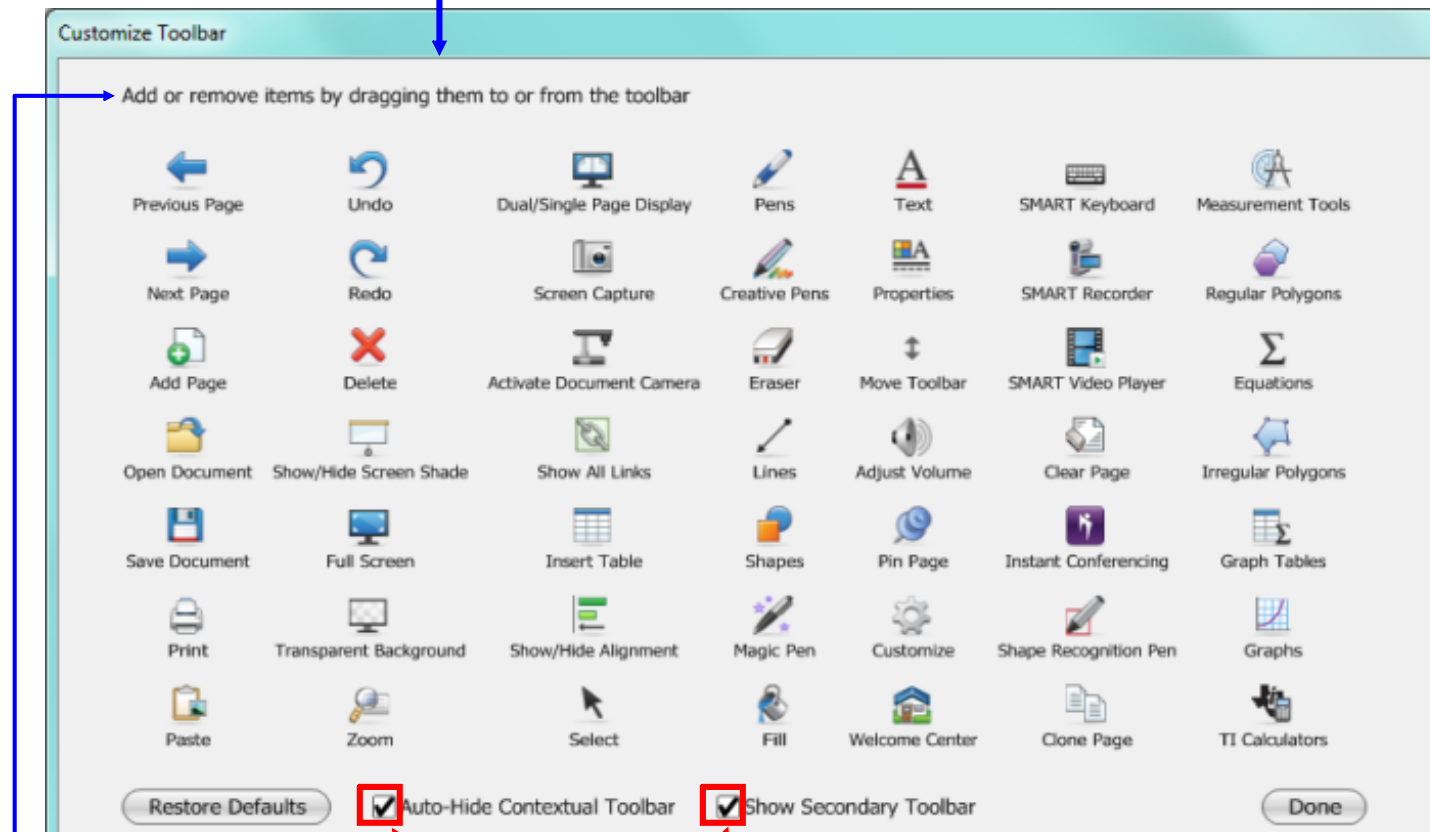 Customize Toolbar
Add or remove items by dragging them to or from the toolbar
Previous Page Undo Dual/Single Page Display Pens Text SMART Keyboard Measurement Tools
Next Page Redo Screen Capture Creative Pens Properties SMART Recorder Regular Polygons
Add Page Delete Activate Document Camera Eraser Move Toolbar SMART Video Player Equations
Open Document Show/Hide Screen Shade Show All Links Lines Adjust Volume Clear Page Irregular Polygons
Save Document Full Screen Insert Table Shapes Pin Page Instant Conferencing Graph Tables
Print Transparent Background Show/Hide Alignment Magic Pen Customize Shape Recognition Pen Graphs
Paste Zoom Select Fill Welcome Center Clone Page TI Calculators
Restore Defaults Auto-Hide Contextual Toolbar Show Secondary Toolbar Done